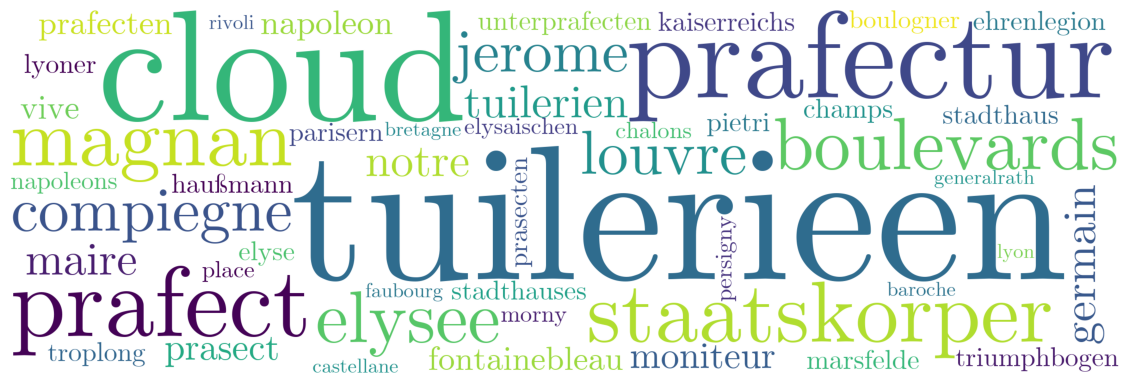 prafecten rivoli napoleon unterprafecten kaiserreichs boulogner ehrenlegion
lyoner cloud jerome prafectur
vive tuilerien champs stadthaus
magnan parisern bretagne elysaischen chalons pietri boulevards
notre louvre
napoleons haußmann prasecten generalrath
compiegne tuilerieen germain
maire elyse place persigny lyon
prafect faubourg stadthauses baroche
elysee morny staatskorper
troplong prasect castellane fontainebleau moniteur marsfelde triumphbogen